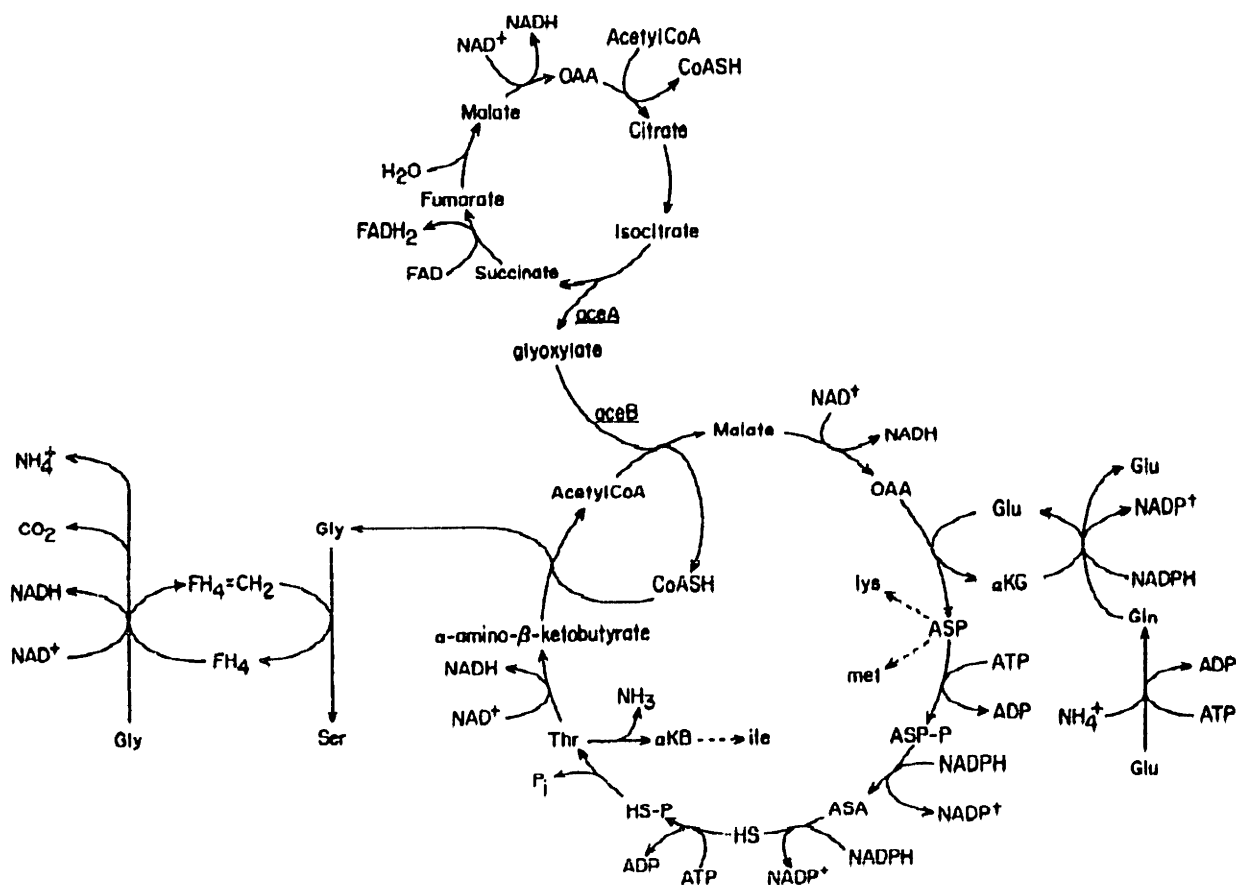 NADH
NAD+
AcetylCoA
OAA
CoASH
Malate
Citrate
H2O
Fumarate
FADH2
Isocitrate
FAD
Succinate
aceA
glyoxylate
aceB
NAD+
Malate
NADH
NH4+
Glu
AcetylCoA
OAA
CO2
Gly
Glu
NADP+
NADH
FH4=CH2
CoASH
αKG
NADPH
lys
α-amino-β-ketobutyrate
ASP
Gln
NAD+
FH4
NADH
met
ATP
NH3
ADP
NAD+
ADP
NH4+
ATP
Gly
Ser
Thr
αKB
ile
ASP-P
NADPH
Glu
Pi
HS-P
ASA
NADP+
HS
ADP
ATP
NADP+
NADPH